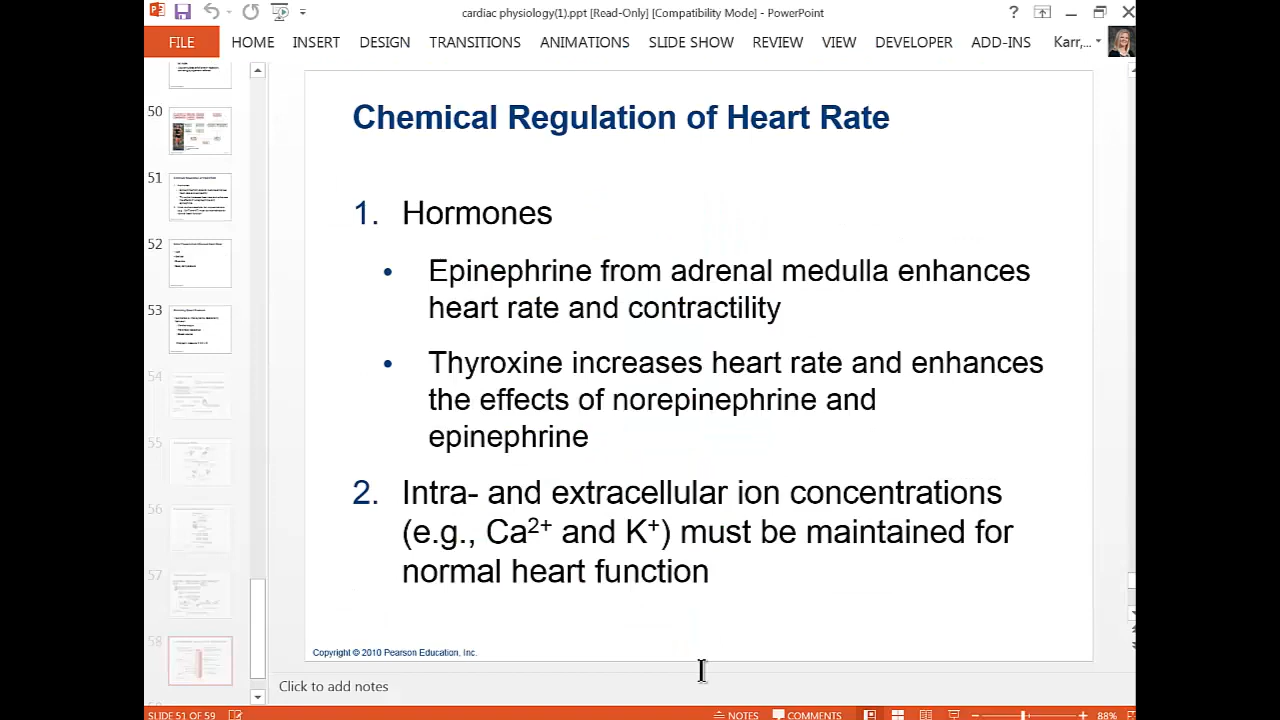 cardiac physiology(1).ppt [Read-Only] [Compatibility Mode] - PowerPoint
?
FILE HOME INSERT DESIGN TRANSITIONS ANIMATIONS SLIDE SHOW REVIEW VIEW DEVELOPER ADD-INS Karr,...
50
51
52
53
54
55
56
57
58
Chemical Regulation of Heart Rate
1. Hormones
• Epinephrine from adrenal medulla enhances
heart rate and contractility
• Thyroxine increases heart rate and enhances
the effects of norepinephrine and
epinephrine
2. Intra- and extracellular ion concentrations
(e.g., Ca²⁺ and K⁺) must be maintained for
normal heart function
Copyright © 2010 Pearson Education, Inc.
Click to add notes
SLIDE 51 OF 59 NOTES COMMENTS 88%